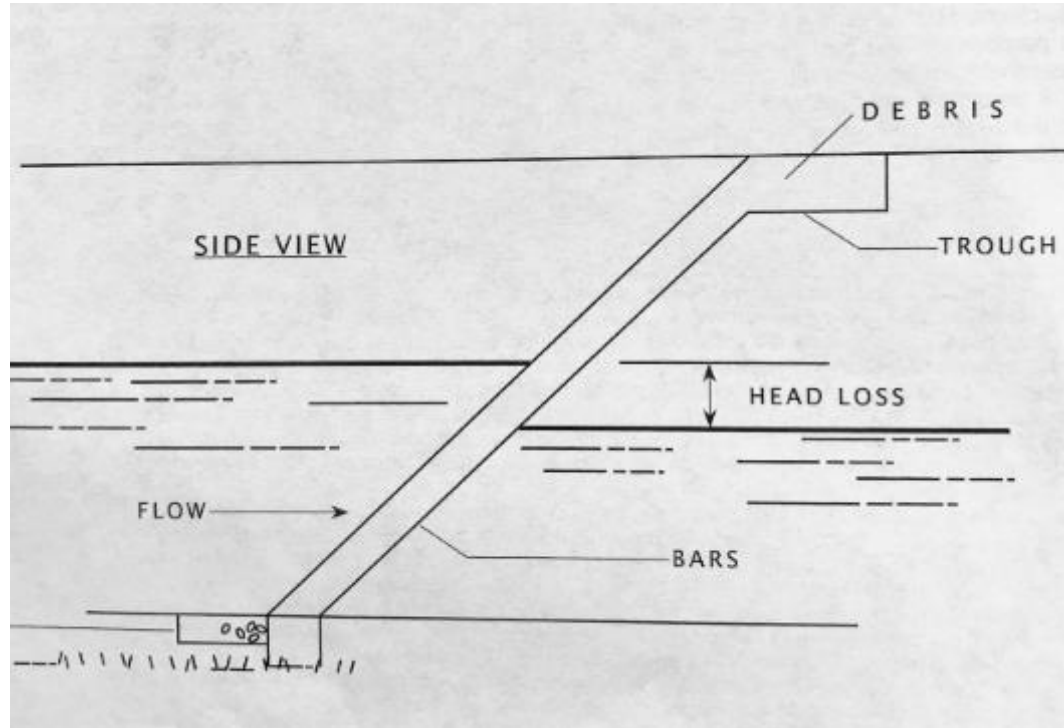 DEBRIS
SIDE VIEW
TROUGH
HEAD LOSS
FLOW
BARS